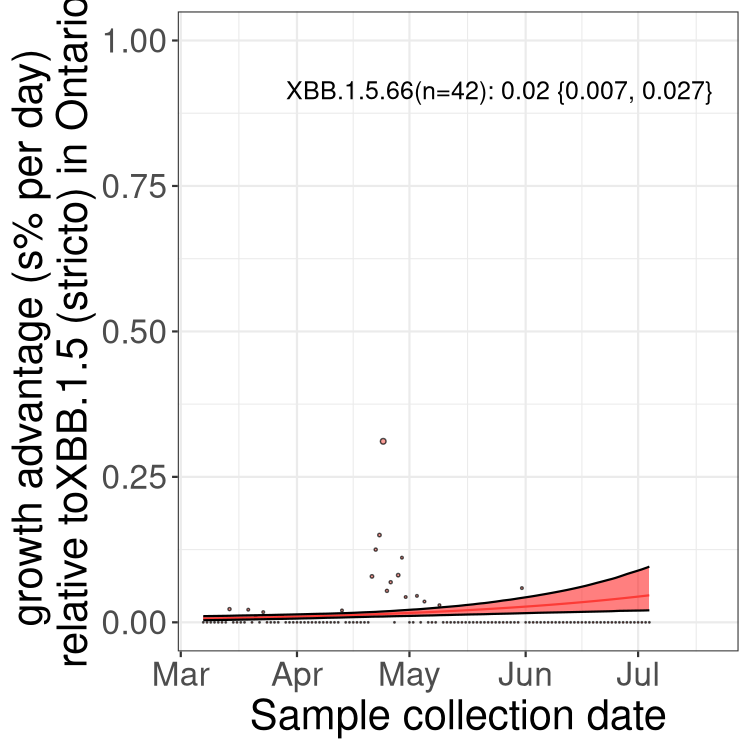 growth advantage (s% per day)
relative toXBB.1.5 (stricto) in Ontario
1.00
0.75
0.50
0.25
0.00
XBB.1.5.66(n=42): 0.02 {0.007, 0.027}
Mar Apr May Jun Jul
Sample collection date